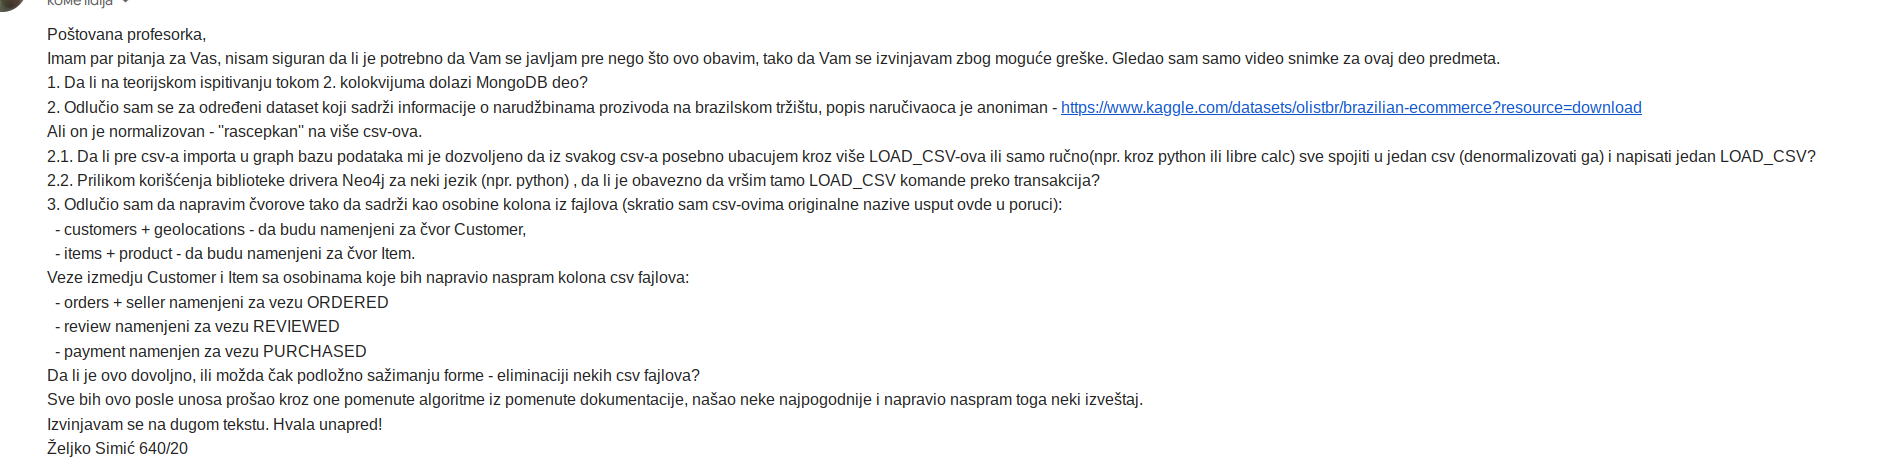 Poštovana profesorka,
Imam par pitanja za Vas, nisam siguran da li je potrebno da Vam se javljam pre nego što ovo obavim, tako da Vam se izvinjavam zbog moguće greške. Gledao sam samo video snimke za ovaj deo predmeta.
1. Da li na teorijskom ispitivanju tokom 2. kolokvijuma dolazi MongoDB deo?
2. Odlučio sam se za određeni dataset koji sadrži informacije o narudžbinama prozivoda na brazilskom tržištu, popis naručivaoca je anoniman - https://www.kaggle.com/datasets/olistbr/brazilian-ecommerce?resource=download
Ali on je normalizovan - "rascepkan" na više csv-ova.
2.1. Da li pre csv-a importa u graph bazu podataka mi je dozvoljeno da iz svakog csv-a posebno ubacujem kroz više LOAD_CSV-ova ili samo ručno(npr. kroz python ili libre calc) sve spojiti u jedan csv (denormalizovati ga) i napisati jedan LOAD_CSV?
2.2. Prilikom korišćenja biblioteke drivera Neo4j za neki jezik (npr. python) , da li je obavezno da vršim tamo LOAD_CSV komande preko transakcija?
3. Odlučio sam da napravim čvorove tako da sadrži kao osobine kolona iz fajlova (skratio sam csv-ovima originalne nazive usput ovde u poruci):
- customers + geolocations - da budu namenjeni za čvor Customer,
- items + product - da budu namenjeni za čvor Item.
Veze izmedju Customer i Item sa osobinama koje bih napravio naspram kolona csv fajlova:
- orders + seller namenjeni za vezu ORDERED
- review namenjeni za vezu REVIEWED
- payment namenjen za vezu PURCHASED
Da li je ovo dovoljno, ili možda čak podložno sažimanju forme - eliminaciji nekih csv fajlova?
Sve bih ovo posle unosa prošao kroz one pomenute algoritme iz pomenute dokumentacije, našao neke najpogodnije i napravio naspram toga neki izveštaj.
Izvinjavam se na dugom tekstu. Hvala unapred!
Željko Simić 640/20